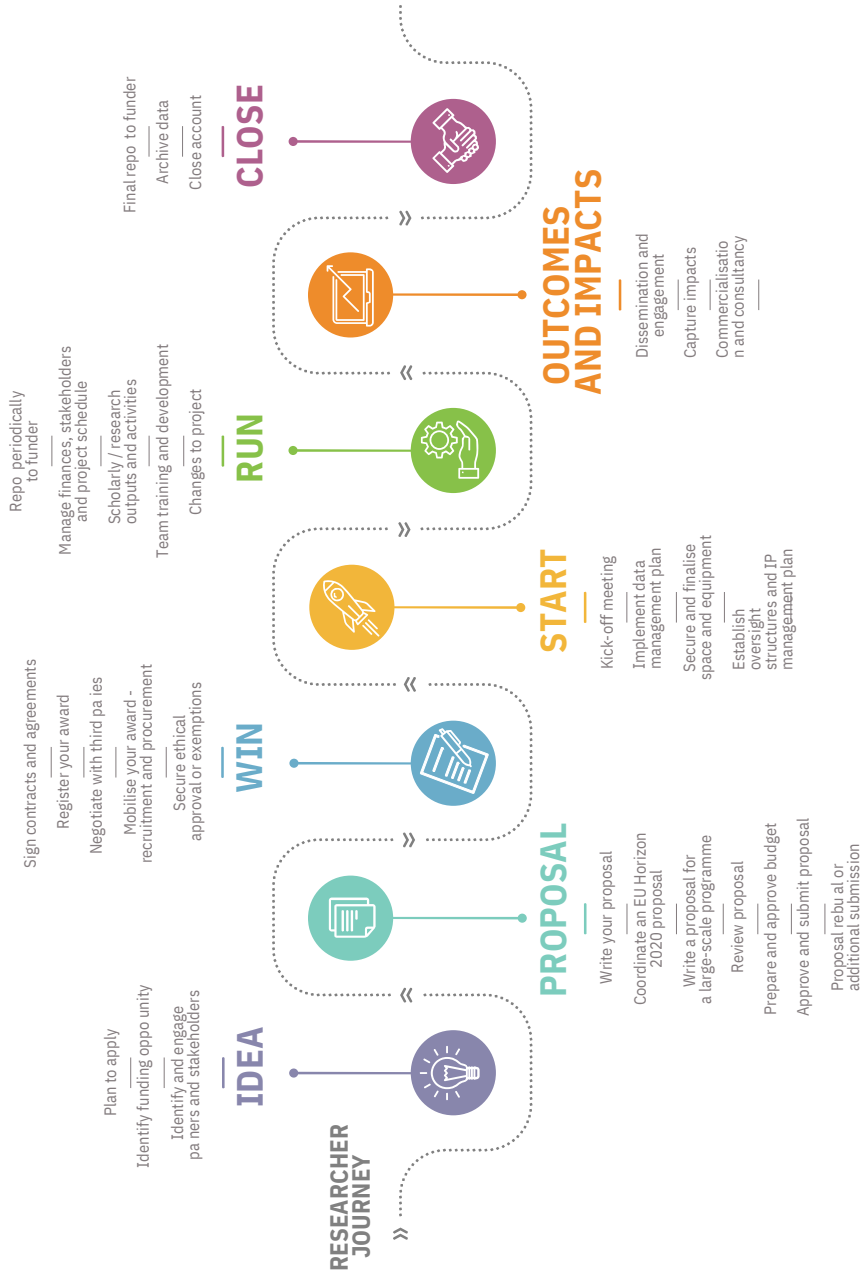 RESEARCHER
JOURNEY
Plan to apply
Identify funding oppo unity
Identify and engage
pa ners and stakeholders
IDEA
PROPOSAL
Write your proposal
Coordinate an EU Horizon
2020 proposal
Write a proposal for
a large-scale programme
Review proposal
Prepare and approve budget
Approve and submit proposal
Proposal rebu al or
additional submission
Sign contracts and agreements
Register your award
Negotiate with third pa ies
Mobilise your award -
recruitment and procurement
Secure ethical
approval or exemptions
WIN
START
Kick-off meeting
Implement data
management plan
Secure and finalise
space and equipment
Establish
oversight
structures and IP
management plan
Repo periodically
to funder
Manage finances, stakeholders
and project schedule
Scholarly / research
outputs and activities
Team training and development
Changes to project
RUN
OUTCOMES
AND IMPACTS
Dissemination and
engagement
Capture impacts
Commercialisatio
n and consultancy
Final repo to funder
Archive data
Close account
CLOSE